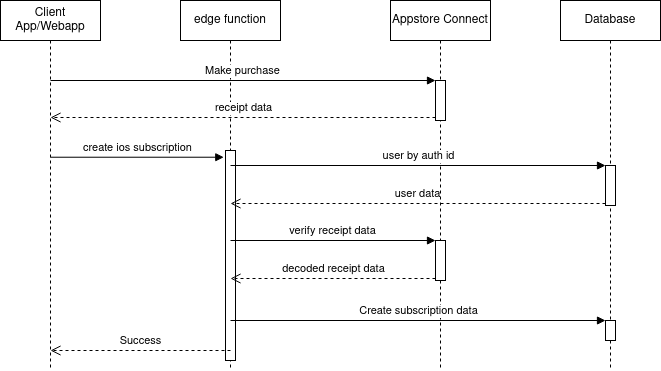 Client
App/Webapp
edge function
Appstore Connect
Database
Make purchase
receipt data
create ios subscription
user by auth id
user data
verify receipt data
decoded receipt data
Create subscription data
Success